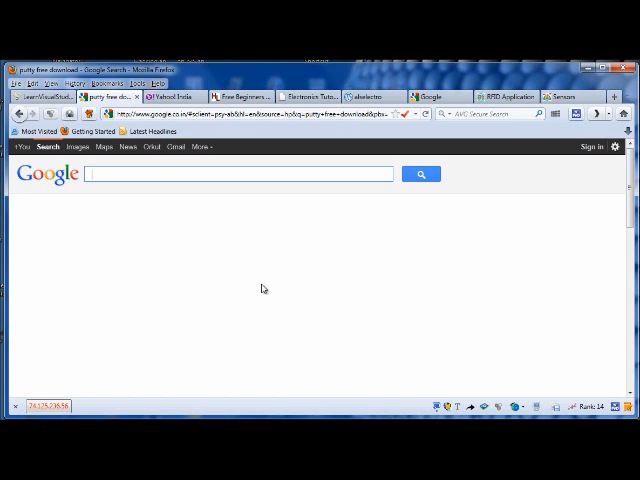 putty free download - Google Search - Mozilla Firefox
File Edit View History Bookmarks Tools Help
LearnVisualStud... putty free do... Yahoo! India Free Beginners ... Electronics Tuto... alselectro Google RFID Application Sensors
http://www.google.co.in/#sclient=psy-ab&hl=en&source=hp&q=putty+free+download&pbx= AVG Secure Search
Most Visited Getting Started Latest Headlines
+You Search Images Maps News Orkut Gmail More Sign in
Google
74.125.236.56 Rank: 14